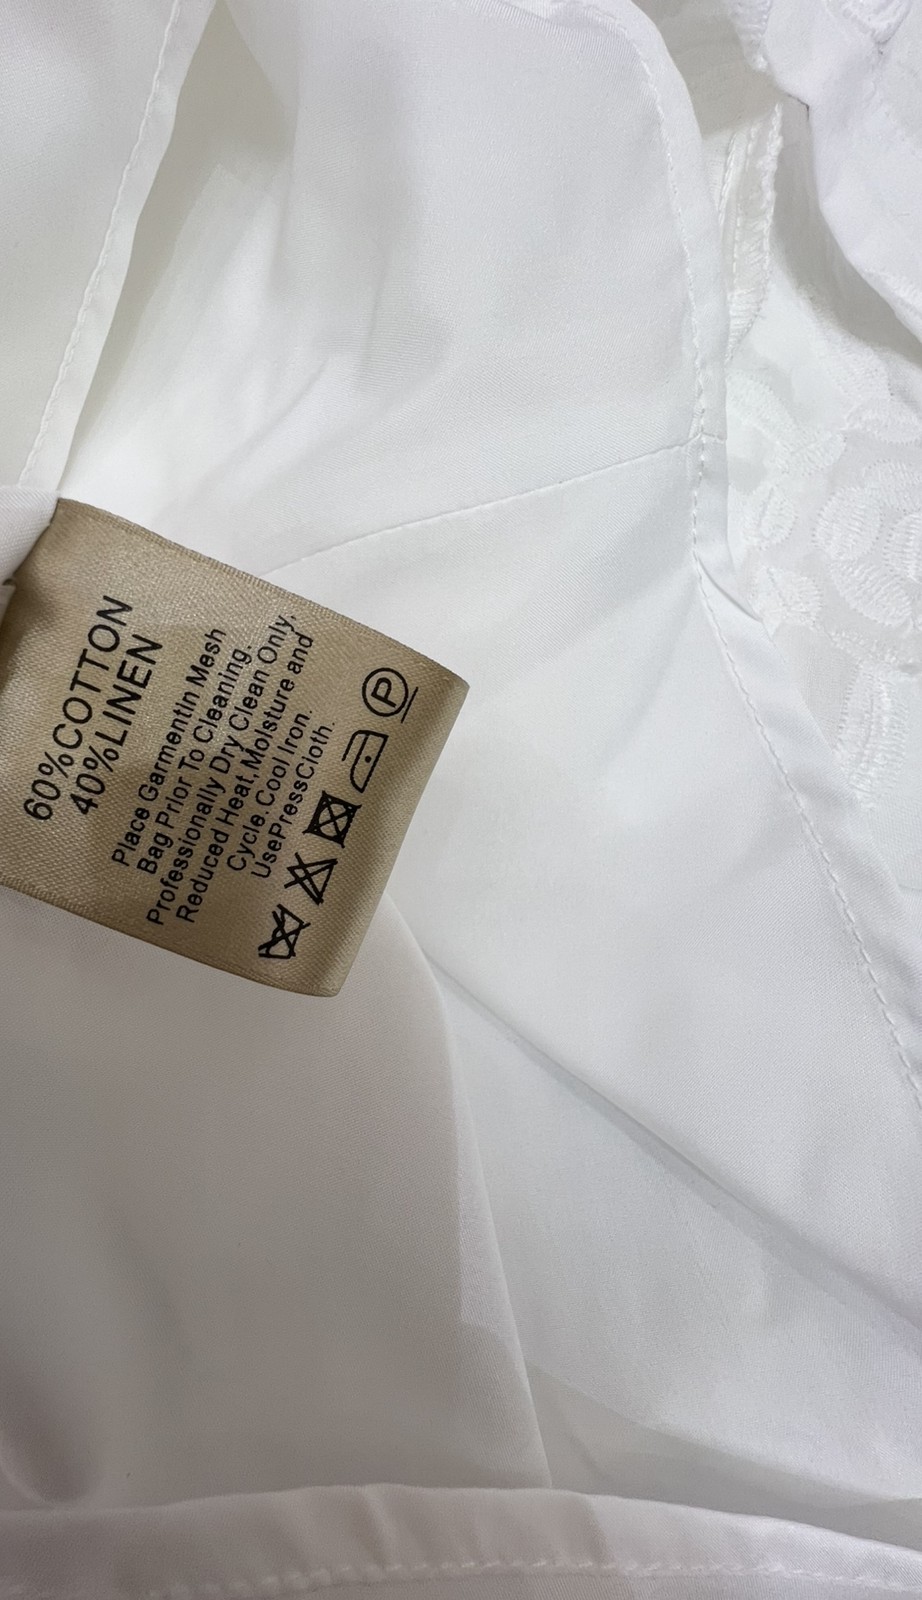 60%COTTON
40%LINEN
Place Garmentin Mesh
Bag Prior To Cleaning.
Professionally Dry Clean Only,
Reduced Heat,Moisture and
Cycle. Cool Iron.
UsePressCloth.
P